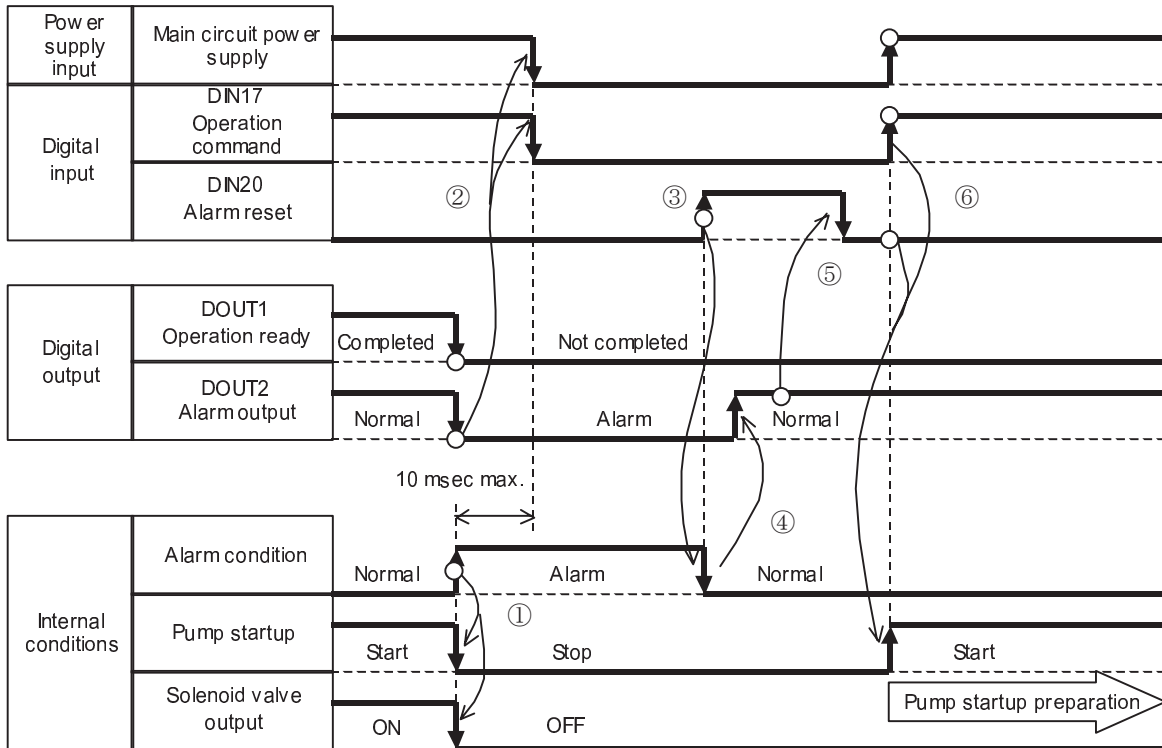 Power
supply
input
Main circuit power
supply
Digital
input
DIN17
Operation
command
DIN20
Alarm reset
②
③
⑥
⑤
Digital
output
DOUT1
Operation ready
Completed
Not completed
DOUT2
Alarm output
Normal
Alarm
Normal
10 msec max.
④
Internal
conditions
Alarm condition
Normal
Alarm
Normal
①
Pump startup
Start
Stop
Start
Solenoid valve
output
ON
OFF
Pump startup preparation